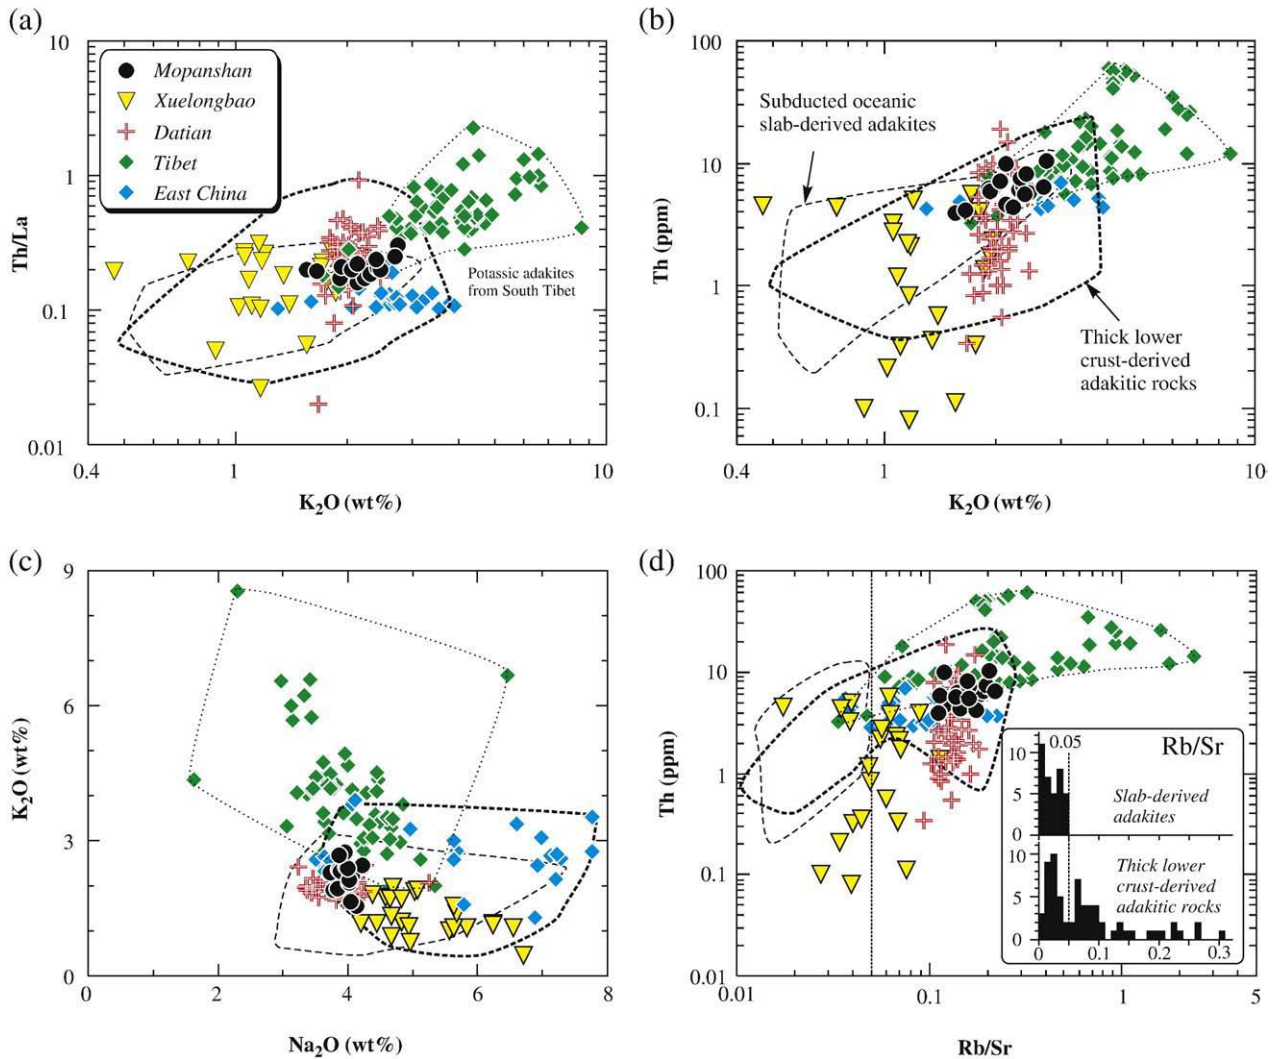 (a)
10
1
0.1
0.01
Th/La
Mopanshan
Xuelongbao
Datian
Tibet
East China
Potassic adakites
from South Tibet
0.4
1
10
K₂O (wt%)
(b)
100
10
1
0.1
Th (ppm)
Subducted oceanic
slab-derived adakites
Thick lower
crust-derived
adakitic rocks
0.4
1
10
K₂O (wt%)
(c)
9
6
3
0
K₂O (wt%)
0
2
4
6
8
Na₂O (wt%)
(d)
100
10
1
0.1
0.01
Th (ppm)
0.05
Rb/Sr
10
5
0
Slab-derived
adakites
10
5
0
Thick lower
crust-derived
adakitic rocks
0
0.1
0.2
0.3
0.01
0.1
1
5
Rb/Sr